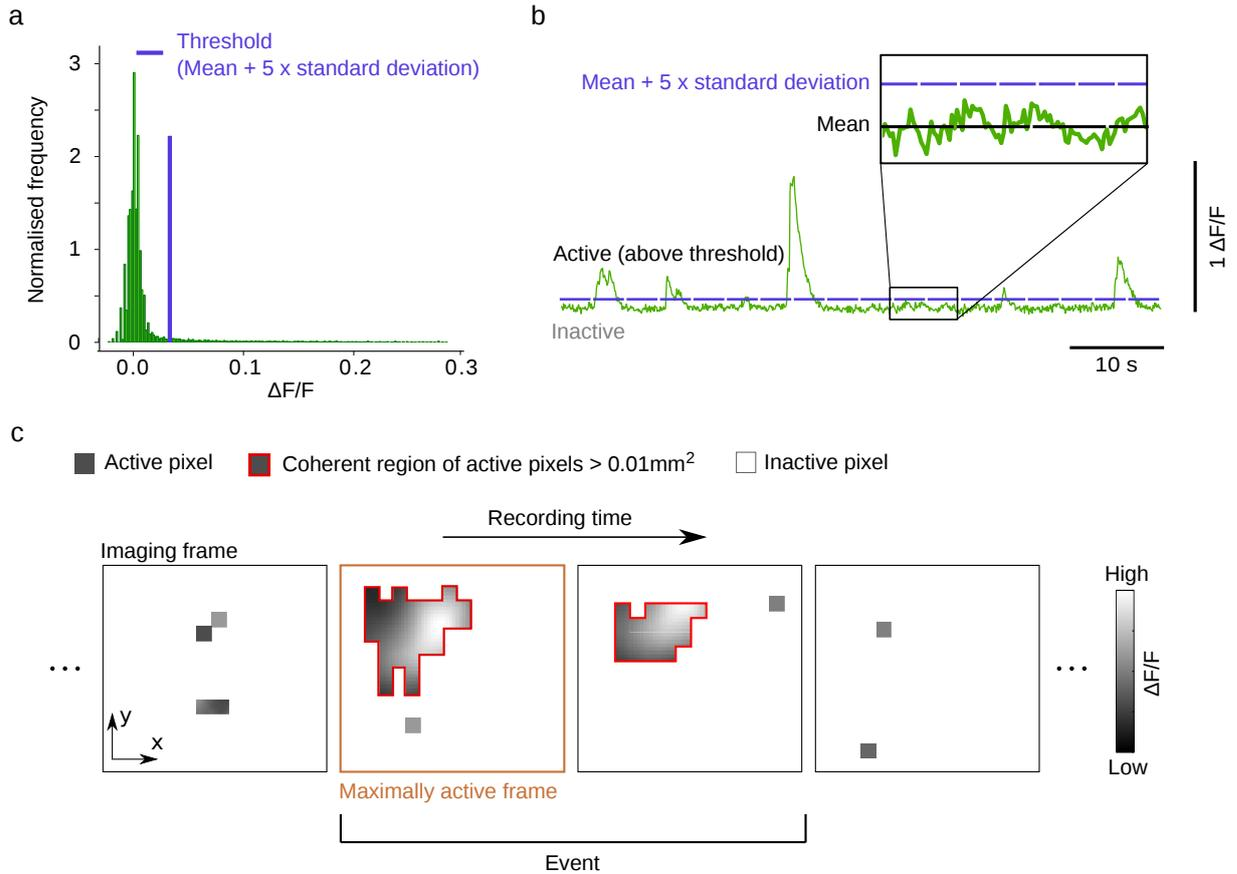 a
Threshold
(Mean + 5 x standard deviation)
3
2
1
0
Normalised frequency
0.0
0.1
0.2
0.3
ΔF/F
b
Mean + 5 x standard deviation
Mean
Active (above threshold)
Inactive
1 ΔF/F
10 s
c
Active pixel
Coherent region of active pixels > 0.01mm²
Inactive pixel
Recording time
Imaging frame
...
y
x
Maximally active frame
Event
...
High
ΔF/F
Low